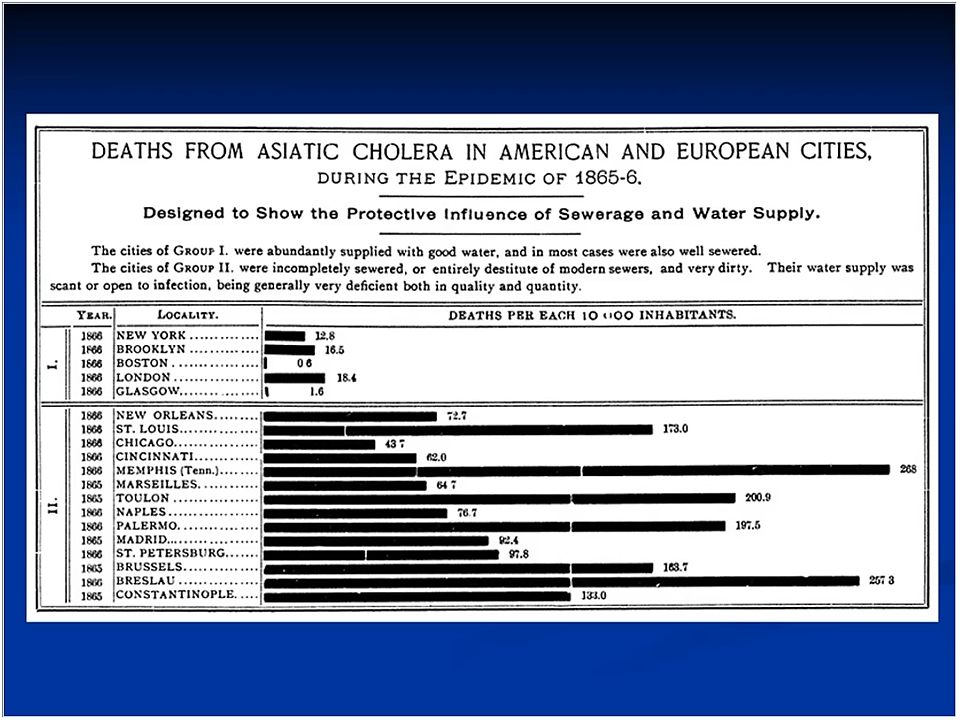 DEATHS FROM ASIATIC CHOLERA IN AMERICAN AND EUROPEAN CITIES,
DURING THE EPIDEMIC OF 1865-6.
Designed to Show the Protective Influence of Sewerage and Water Supply.
The cities of GROUP I. were abundantly supplied with good water, and in most cases were also well sewered.
The cities of GROUP II. were incompletely sewered, or entirely destitute of modern sewers, and very dirty. Their water supply was
scant or open to infection, being generally very deficient both in quality and quantity.
YEAR. LOCALITY. DEATHS PER EACH 10 000 INHABITANTS.
I.
1866 NEW YORK .............. 12.8
1866 BROOKLYN .............. 16.5
1866 BOSTON ................. 0 6
1866 LONDON ................. 18.4
1866 GLASGOW................ 1.6
II.
1866 NEW ORLEANS......... 72.7
1866 ST. LOUIS................ 173.0
1866 CHICAGO................. 43 7
1866 CINCINNATI............. 62.0
1866 MEMPHIS (Tenn.)....... 268
1865 MARSEILLES. ........... 64 7
1865 TOULON ................. 200.9
1866 NAPLES .................. 76.7
1866 PALERMO................ 197.5
1865 MADRID.................. 92.4
1866 ST. PETERSBURG...... 97.8
1865 BRUSSELS................ 163.7
1866 BRESLAU ................ 257 3
1865 CONSTANTINOPLE. .... 133.0